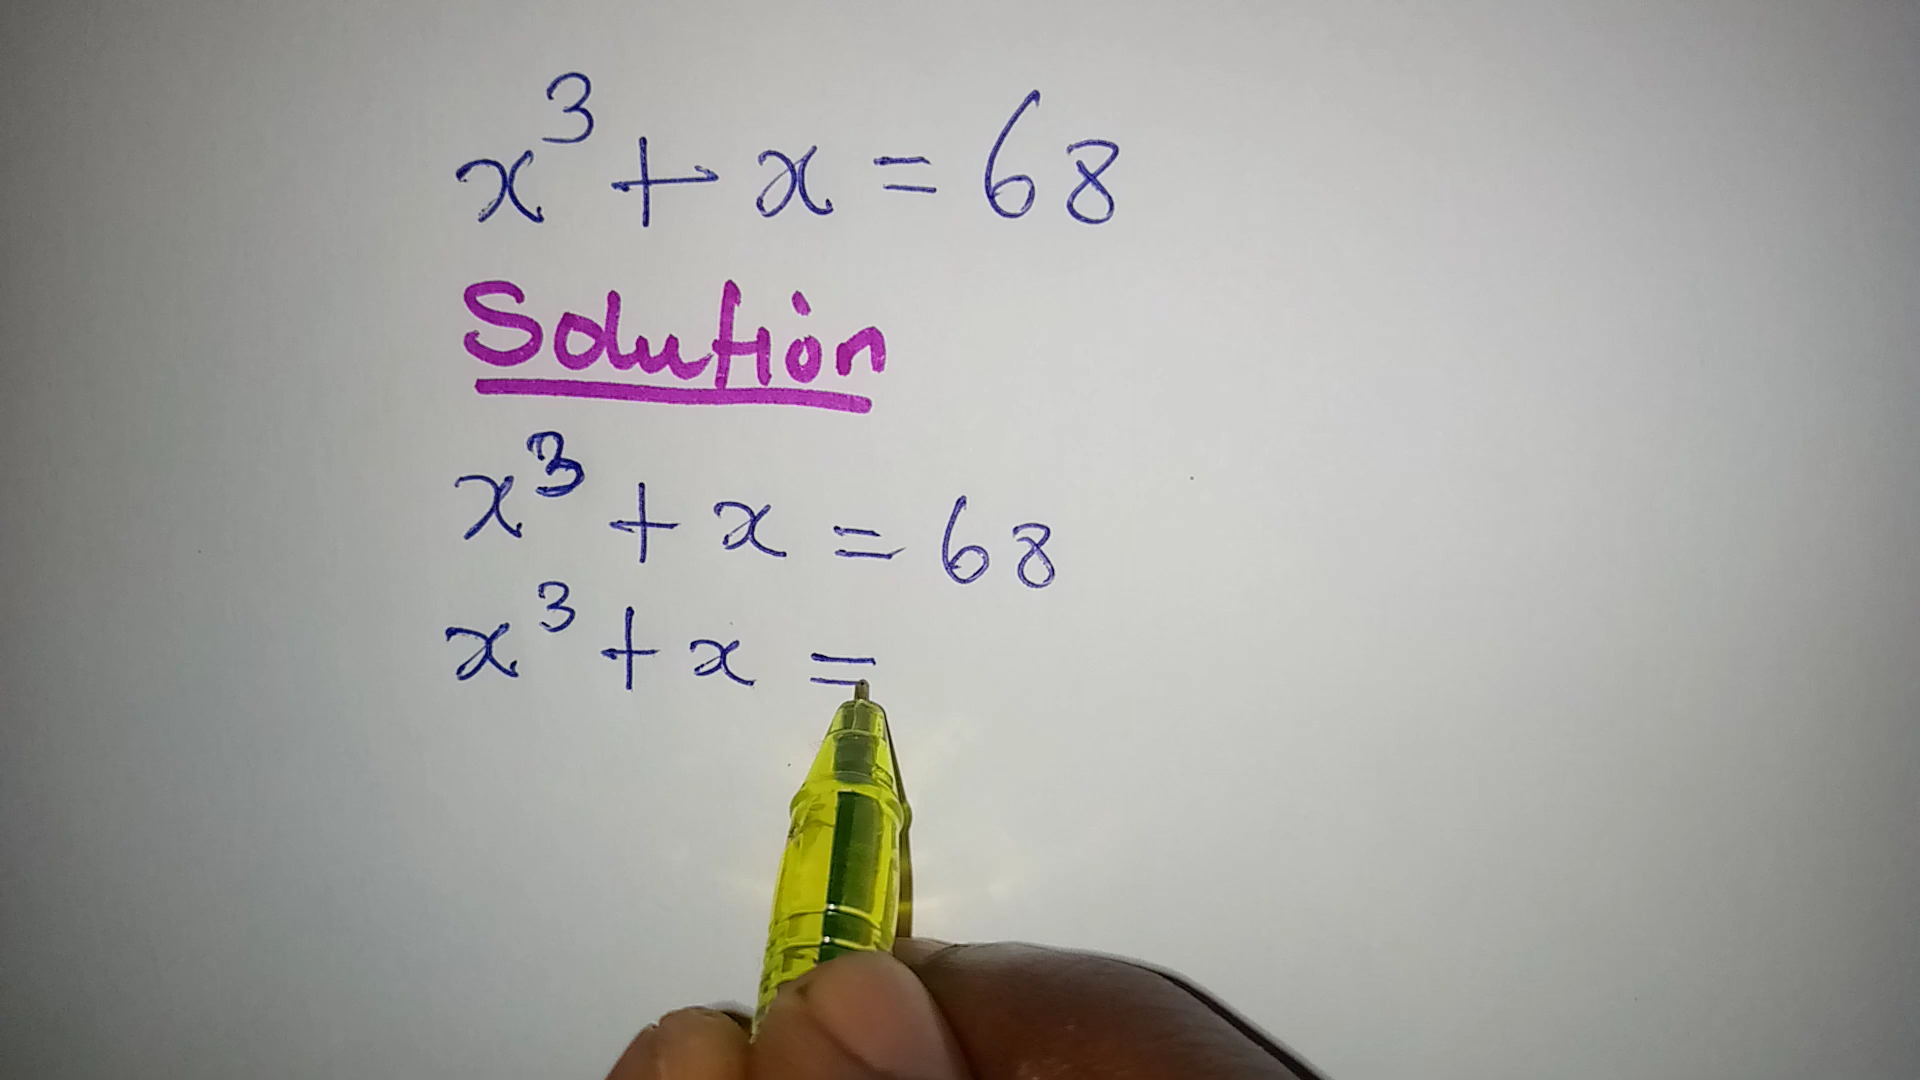 x³ + x = 68
Solution
x³ + x = 68
x³ + x =